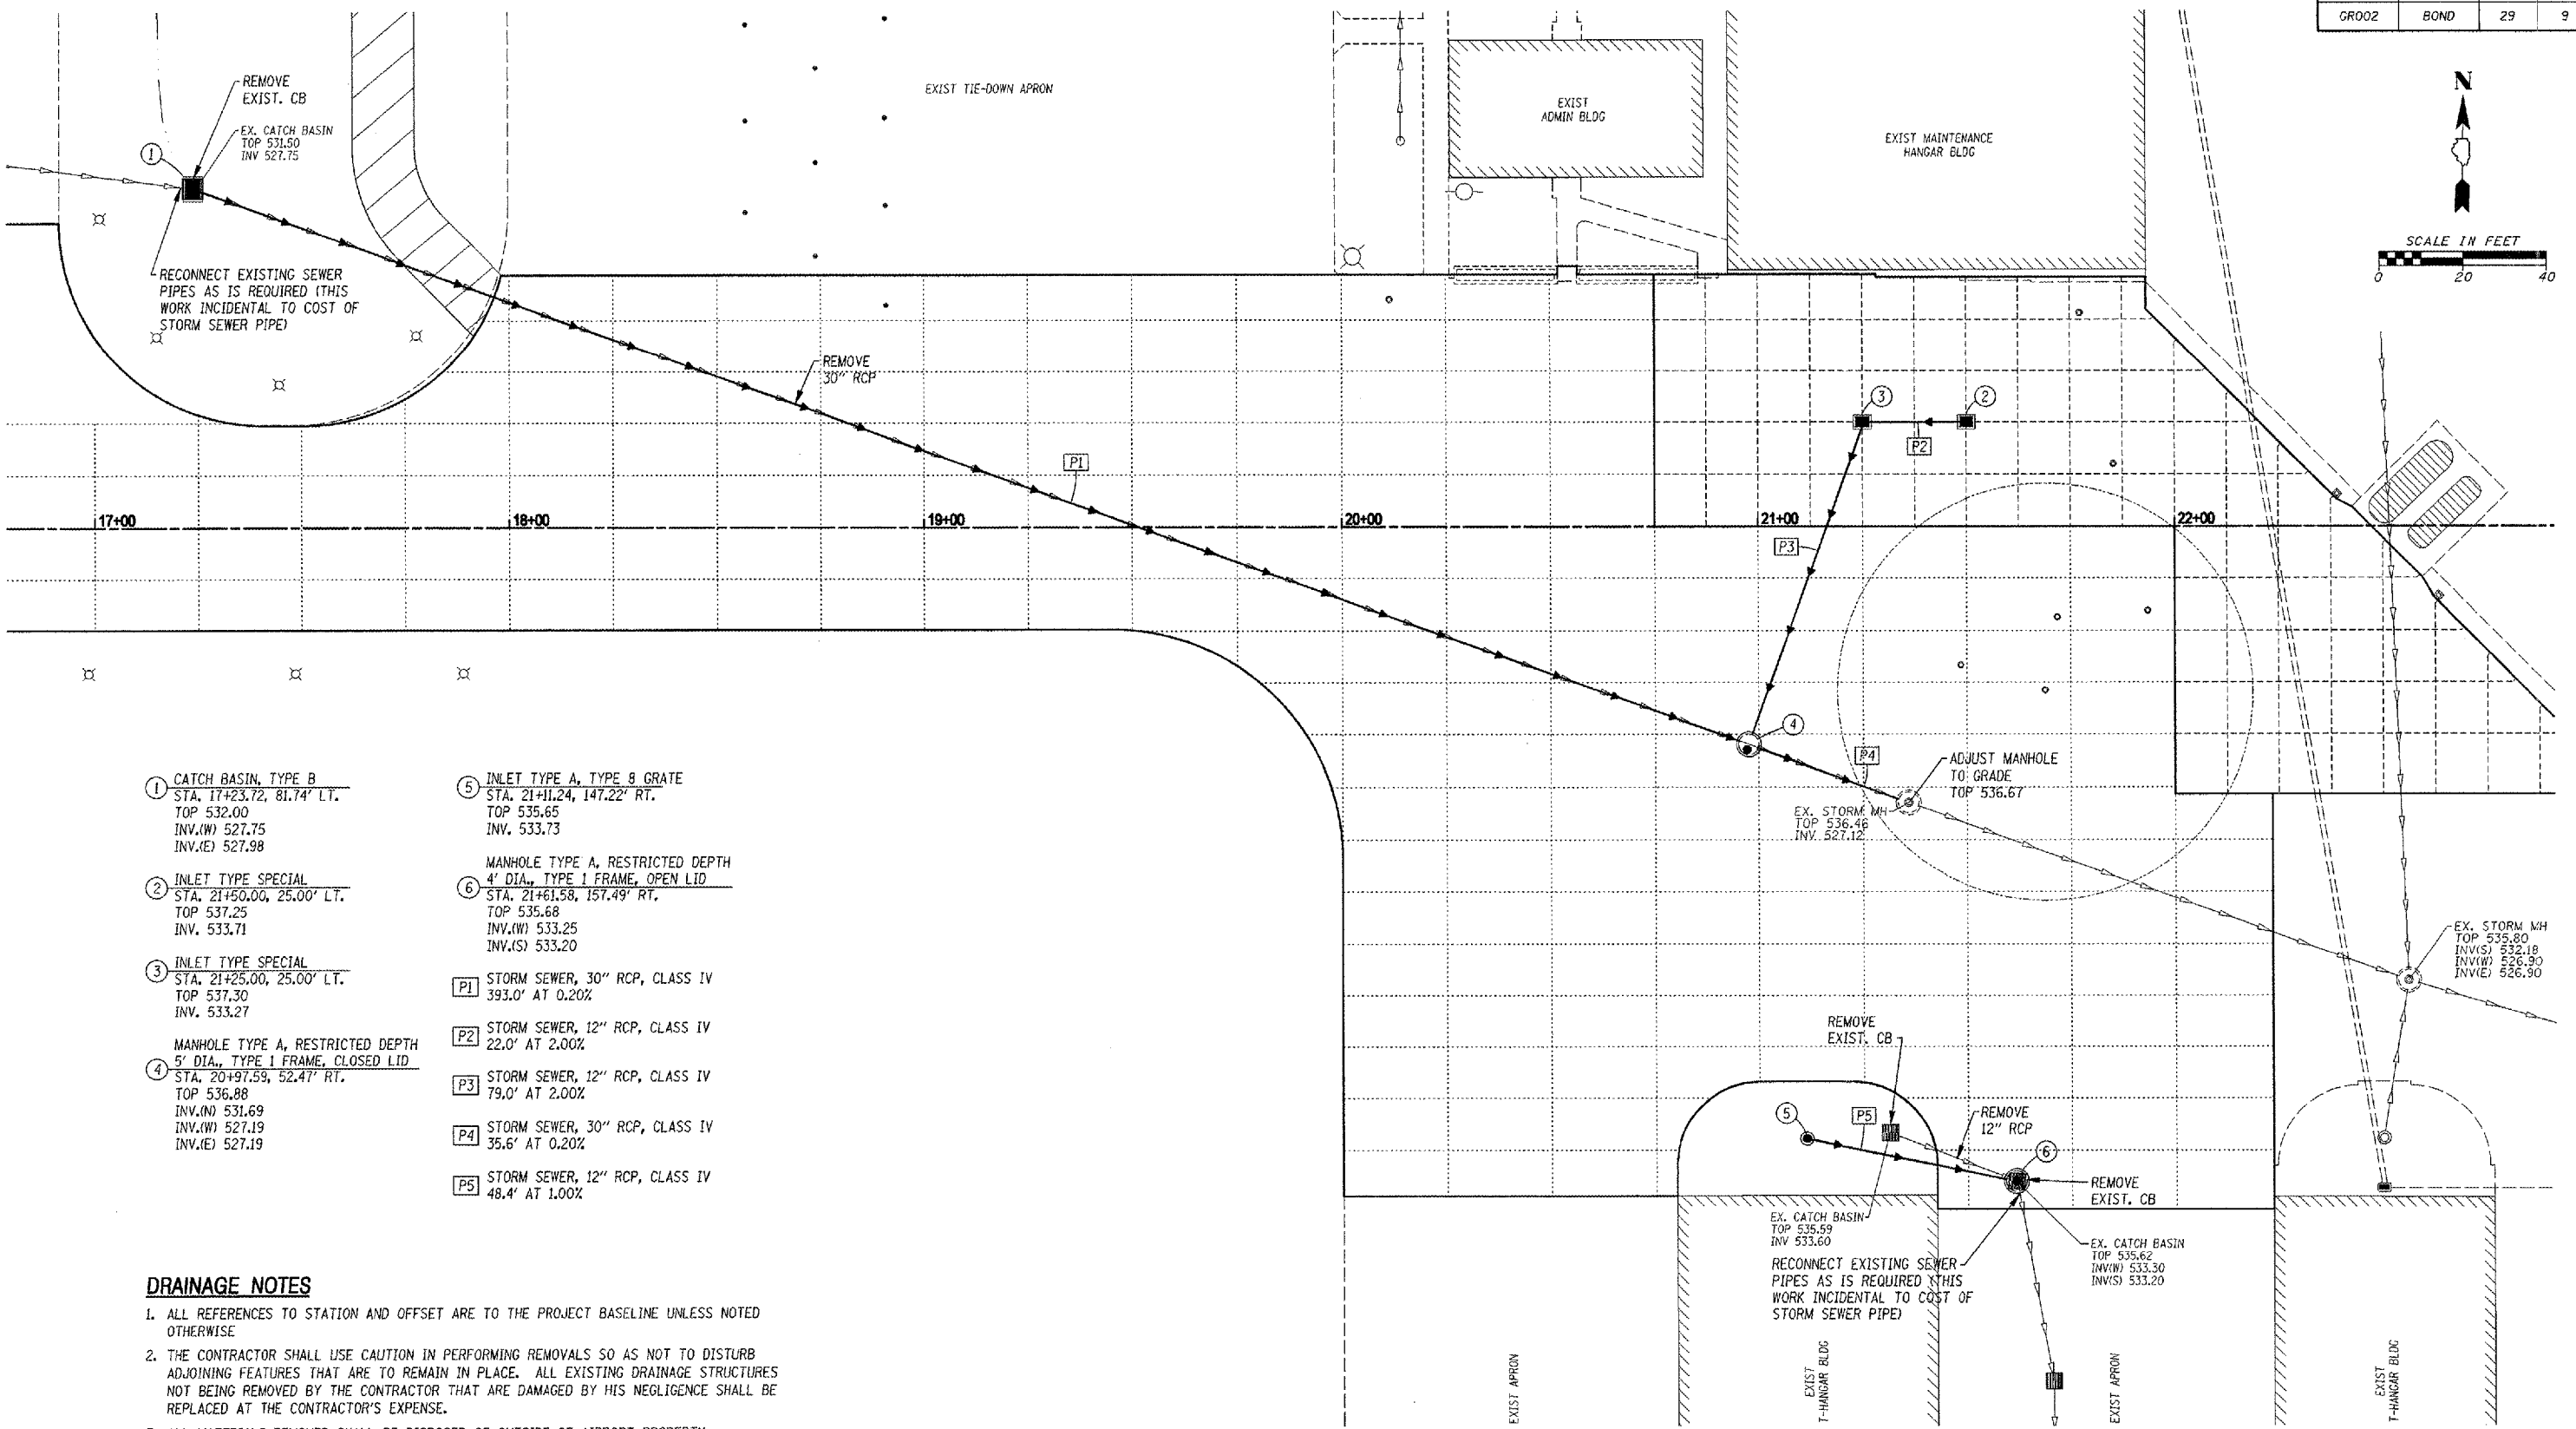 GR002 BOND 29 9
N
SCALE IN FEET
0 20 40
REMOVE
EXIST. CB
EX. CATCH BASIN
TOP 531.50
INV 527.75
1
RECONNECT EXISTING SEWER
PIPES AS IS REQUIRED (THIS
WORK INCIDENTAL TO COST OF
STORM SEWER PIPE)
EXIST TIE-DOWN APRON
EXIST
ADMIN BLDG
EXIST MAINTENANCE
HANGAR BLDG
REMOVE
30" RCP
P1
3
2
P2
17+00
18+00
19+00
20+00
21+00
22+00
P3
4
P4
ADJUST MANHOLE
TO GRADE
TOP 536.67
EX. STORM MH
TOP 536.46
INV 527.12
EX. STORM MH
TOP 535.80
INV(S) 532.18
INV(W) 526.90
INV(E) 526.90
REMOVE
EXIST. CB
5
P5
REMOVE
12" RCP
6
REMOVE
EXIST. CB
EX. CATCH BASIN
TOP 535.59
INV 533.60
RECONNECT EXISTING SEWER
PIPES AS IS REQUIRED (THIS
WORK INCIDENTAL TO COST OF
STORM SEWER PIPE)
EX. CATCH BASIN
TOP 535.62
INV(W) 533.30
INV(S) 533.20
EXIST APRON
EXIST
T-HANGAR BLDG
EXIST APRON
EXIST
T-HANGAR BLDG
1 CATCH BASIN, TYPE B
STA. 17+23.72, 81.74' LT.
TOP 532.00
INV.(W) 527.75
INV.(E) 527.98
2 INLET TYPE SPECIAL
STA. 21+50.00, 25.00' LT.
TOP 537.25
INV. 533.71
3 INLET TYPE SPECIAL
STA. 21+25.00, 25.00' LT.
TOP 537.30
INV. 533.27
MANHOLE TYPE A, RESTRICTED DEPTH
4 5' DIA., TYPE 1 FRAME, CLOSED LID
STA. 20+97.59, 52.47' RT.
TOP 536.88
INV.(N) 531.69
INV.(W) 527.19
INV.(E) 527.19
5 INLET TYPE A, TYPE 8 GRATE
STA. 21+11.24, 147.22' RT.
TOP 535.65
INV. 533.73
MANHOLE TYPE A, RESTRICTED DEPTH
6 4' DIA., TYPE 1 FRAME, OPEN LID
STA. 21+61.58, 157.49' RT.
TOP 535.68
INV.(W) 533.25
INV.(S) 533.20
P1 STORM SEWER, 30" RCP, CLASS IV
393.0' AT 0.20%
P2 STORM SEWER, 12" RCP, CLASS IV
22.0' AT 2.00%
P3 STORM SEWER, 12" RCP, CLASS IV
79.0' AT 2.00%
P4 STORM SEWER, 30" RCP, CLASS IV
35.6' AT 0.20%
P5 STORM SEWER, 12" RCP, CLASS IV
48.4' AT 1.00%
DRAINAGE NOTES
1. ALL REFERENCES TO STATION AND OFFSET ARE TO THE PROJECT BASELINE UNLESS NOTED
OTHERWISE
2. THE CONTRACTOR SHALL USE CAUTION IN PERFORMING REMOVALS SO AS NOT TO DISTURB
ADJOINING FEATURES THAT ARE TO REMAIN IN PLACE. ALL EXISTING DRAINAGE STRUCTURES
NOT BEING REMOVED BY THE CONTRACTOR THAT ARE DAMAGED BY HIS NEGLIGENCE SHALL BE
REPLACED AT THE CONTRACTOR'S EXPENSE.